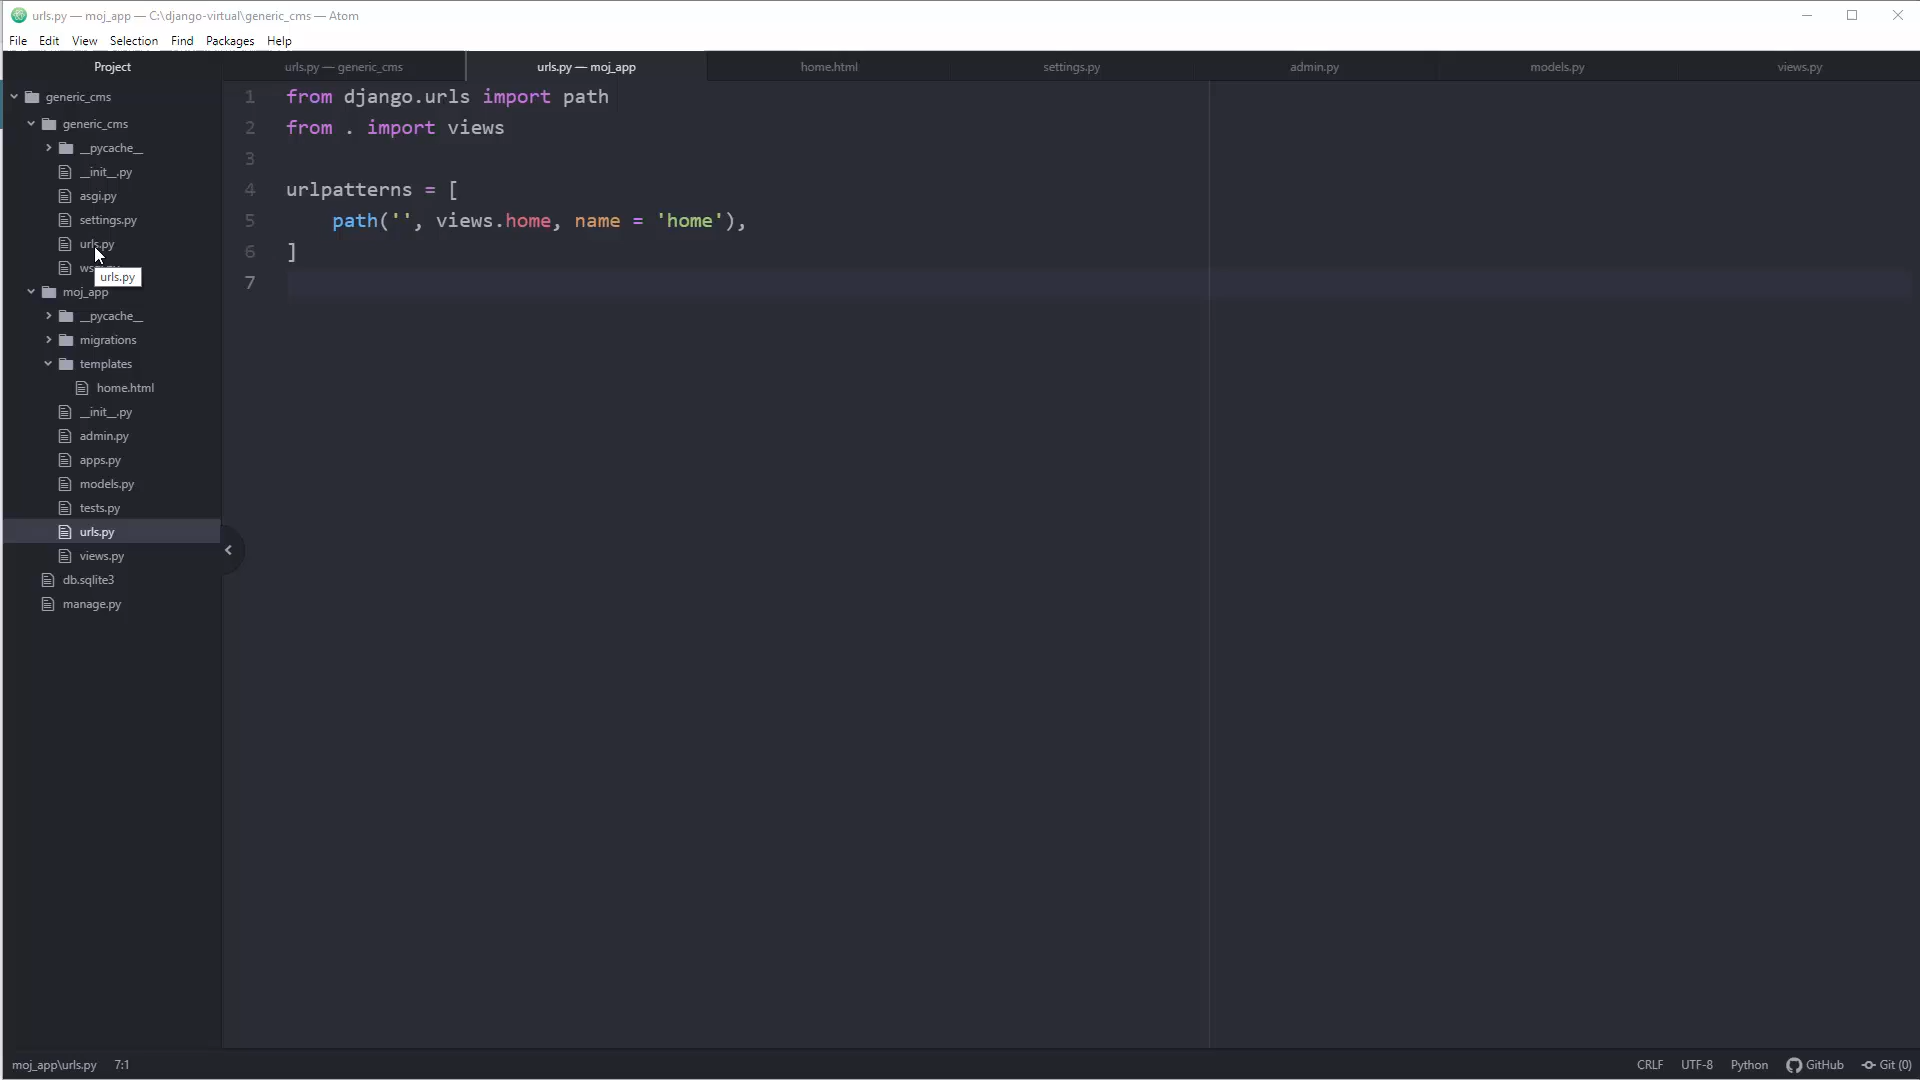 urls.py — moj_app — C:\django-virtual\generic_cms — Atom
File Edit View Selection Find Packages Help
Project
urls.py — generic_cms
urls.py — moj_app
home.html
settings.py
admin.py
models.py
views.py
generic_cms
generic_cms
__pycache__
__init__.py
asgi.py
settings.py
urls.py
urls.py
moj_app
__pycache__
migrations
templates
home.html
__init__.py
admin.py
apps.py
models.py
tests.py
urls.py
views.py
db.sqlite3
manage.py
1 from django.urls import path
2 from . import views
3
4 urlpatterns = [
5 path('', views.home, name = 'home'),
6 ]
7
moj_app\urls.py 7:1
CRLF UTF-8 Python GitHub Git (0)